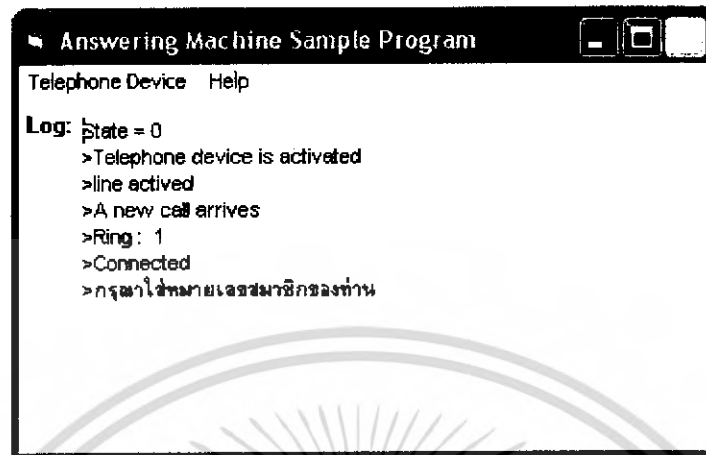 Answering Machine Sample Program
Telephone Device Help
Log: State = 0
>Telephone device is activated
>line actived
>A new call arrives
>Ring : 1
>Connected
>กรุณาใส่หมายเลขสมาชิกของท่าน